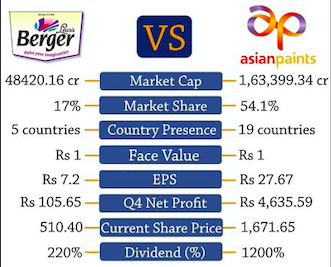 Berger
Paint your imagination
VS
ap
asianpaints
48420.16 cr Market Cap 1,63,399.34 cr
17% Market Share 54.1%
5 countries Country Presence 19 countries
Rs 1 Face Value Rs 1
Rs 7.2 EPS Rs 27.67
Rs 105.65 Q4 Net Profit Rs 4,635.59
510.40 Current Share Price 1,671.65
220% Dividend (%) 1200%